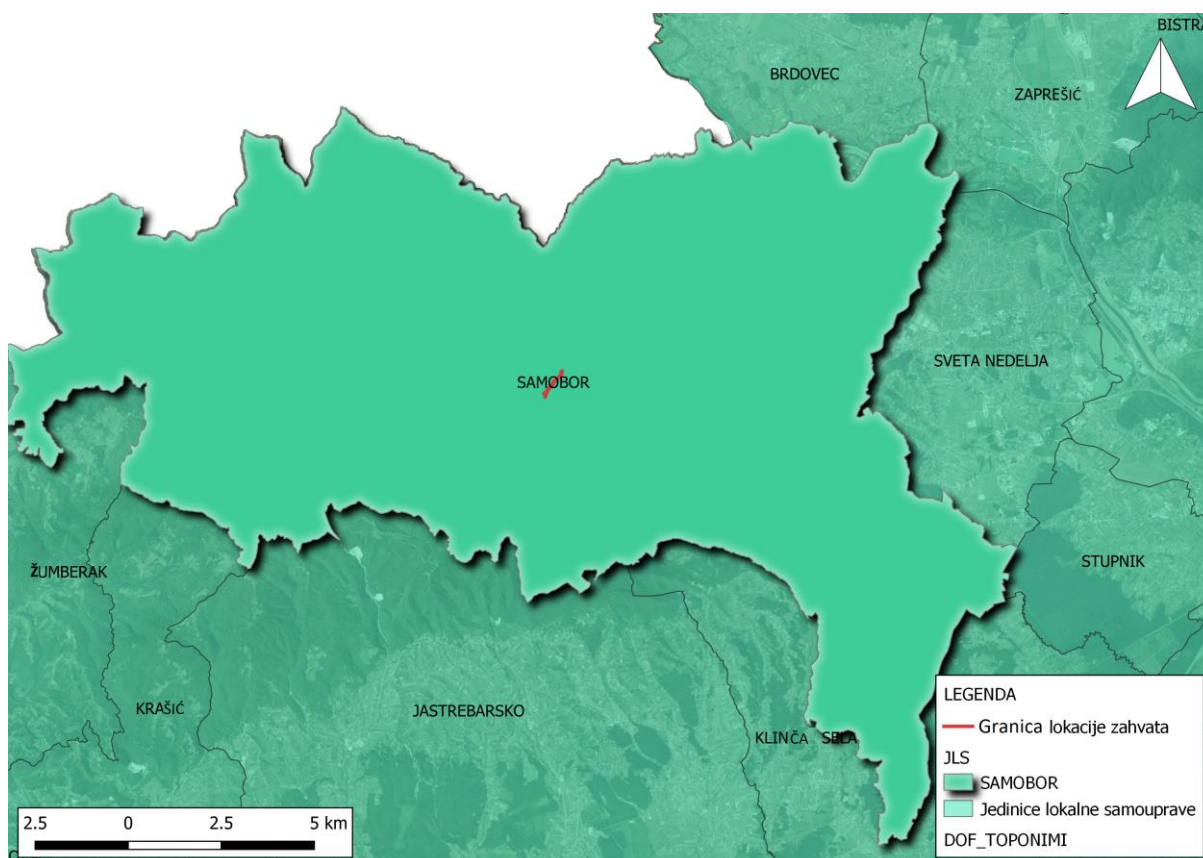 BISTRA
BRDOVEC
ZAPREŠIĆ
SVETA NEDELJA
SAMOBOR
STUPNIK
ŽUMBERAK
KRAŠIĆ
JASTREBARSKO
KLINČA SELA
LEGENDA
Granica lokacije zahvata
JLS
SAMOBOR
Jedinice lokalne samouprave
DOF_TOPONIMI
2.5 0 2.5 5 km